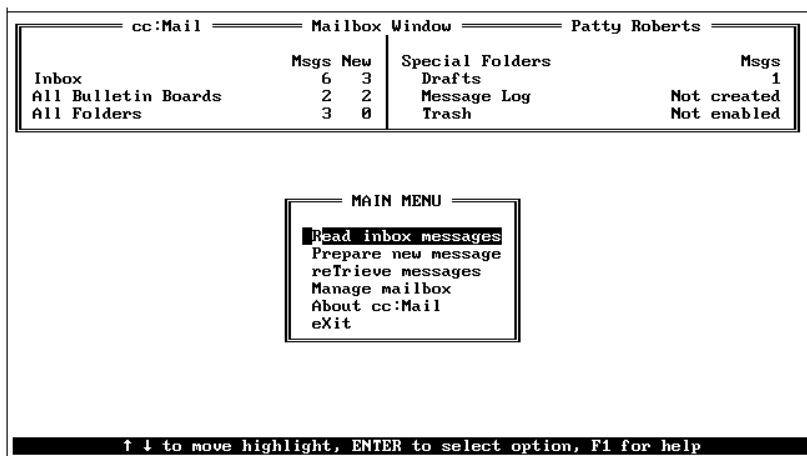 cc:Mail Mailbox Window Patty Roberts
Msgs New Special Folders Msgs
Inbox 6 3 Drafts 1
All Bulletin Boards 2 2 Message Log Not created
All Folders 3 0 Trash Not enabled
MAIN MENU
Read inbox messages
Prepare new message
reTrieve messages
Manage mailbox
About cc:Mail
eXit
↑ ↓ to move highlight, ENTER to select option, F1 for help